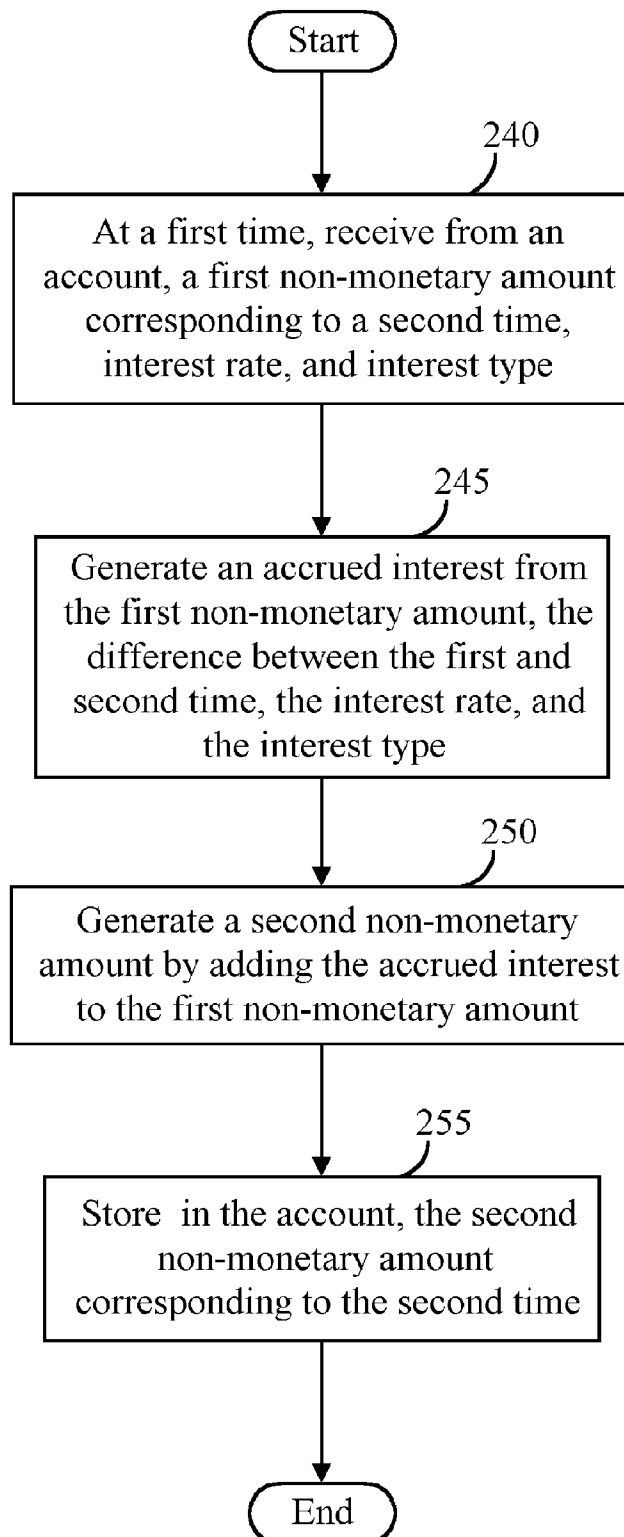 Start
240
At a first time, receive from an
account, a first non-monetary amount
corresponding to a second time,
interest rate, and interest type
245
Generate an accrued interest from
the first non-monetary amount, the
difference between the first and
second time, the interest rate, and
the interest type
250
Generate a second non-monetary
amount by adding the accrued interest
to the first non-monetary amount
255
Store in the account, the second
non-monetary amount
corresponding to the second time
End